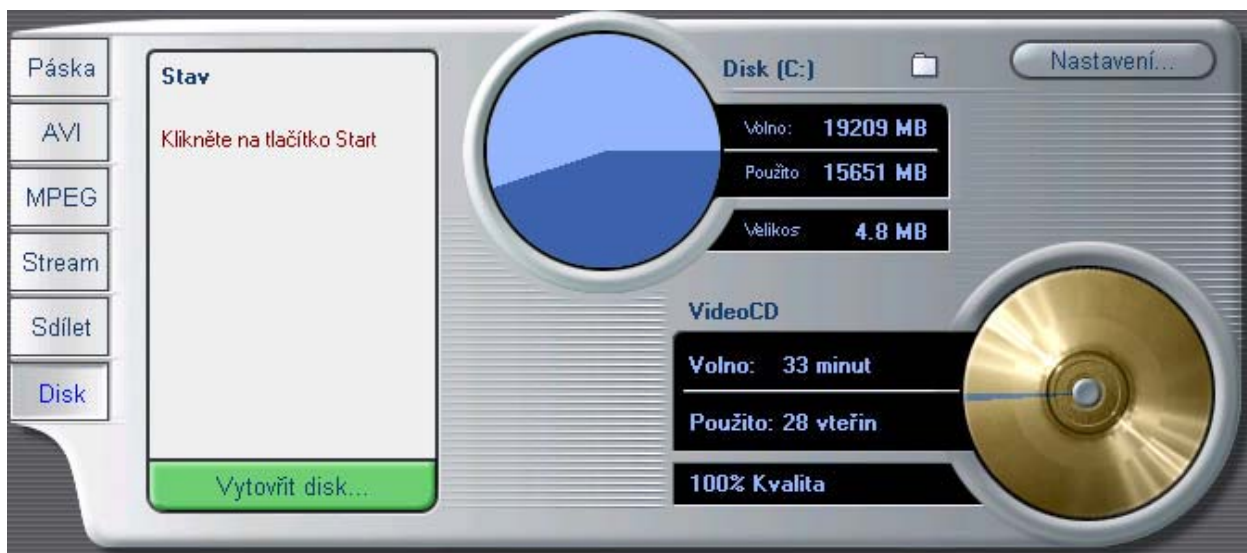 Páska
AVI
MPEG
Stream
Sdílet
Disk
Stav
Klikněte na tlačítko Start
Vytovřit disk...
Disk (C:)
Nastavení...
Volno: 19209 MB
Použito 15651 MB
Velikos 4.8 MB
VideoCD
Volno: 33 minut
Použito: 28 vteřin
100% Kvalita